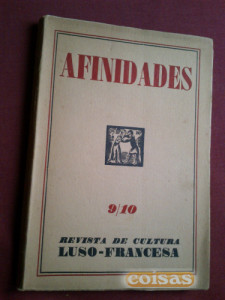 AFINIDADES
9/10
REVISTA DE CULTURA
LUSO-FRANCESA
coisas